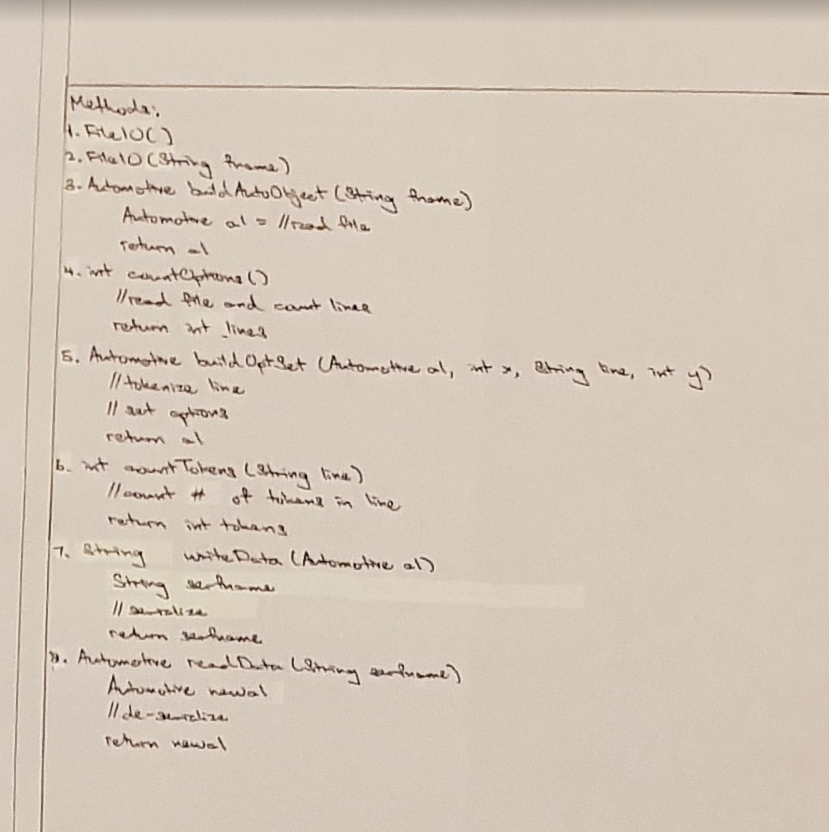 Methods:
1. FileIO()
2. FileIO (String fname)
3. Automotive buildAutoObject (String fname)
Automotive a1 = //read file
return a1
4. int countOptions()
//read file and count lines
return int lines
5. Automotive buildOptSet (Automotive a1, int x, String line, int y)
//tokenize line
// set options
return a1
6. int countTokens (String line)
//count # of tokens in line
return int tokens
7. String writeData (Automotive a1)
String serfname
// serialize
return serfname
8. Automotive readData (String serfname)
Automotive newa1
//de-serialize
return newa1